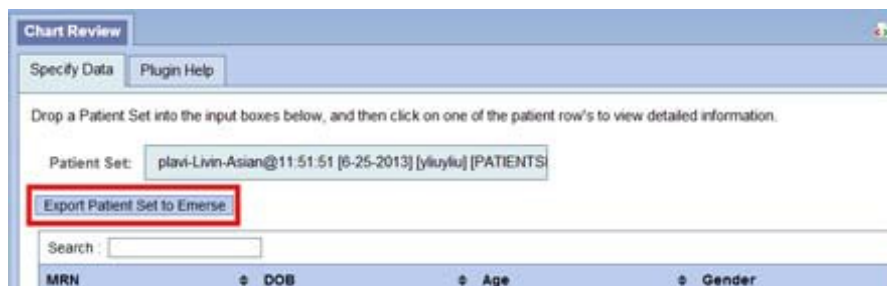 Chart Review
Specify Data Plugin Help
Drop a Patient Set into the input boxes below, and then click on one of the patient row's to view detailed information.
Patient Set: plavi-Livin-Asian@11:51:51 [6-25-2013] [yliuyliu] [PATIENTS
Export Patient Set to Emerse
Search :
MRN DOB Age Gender